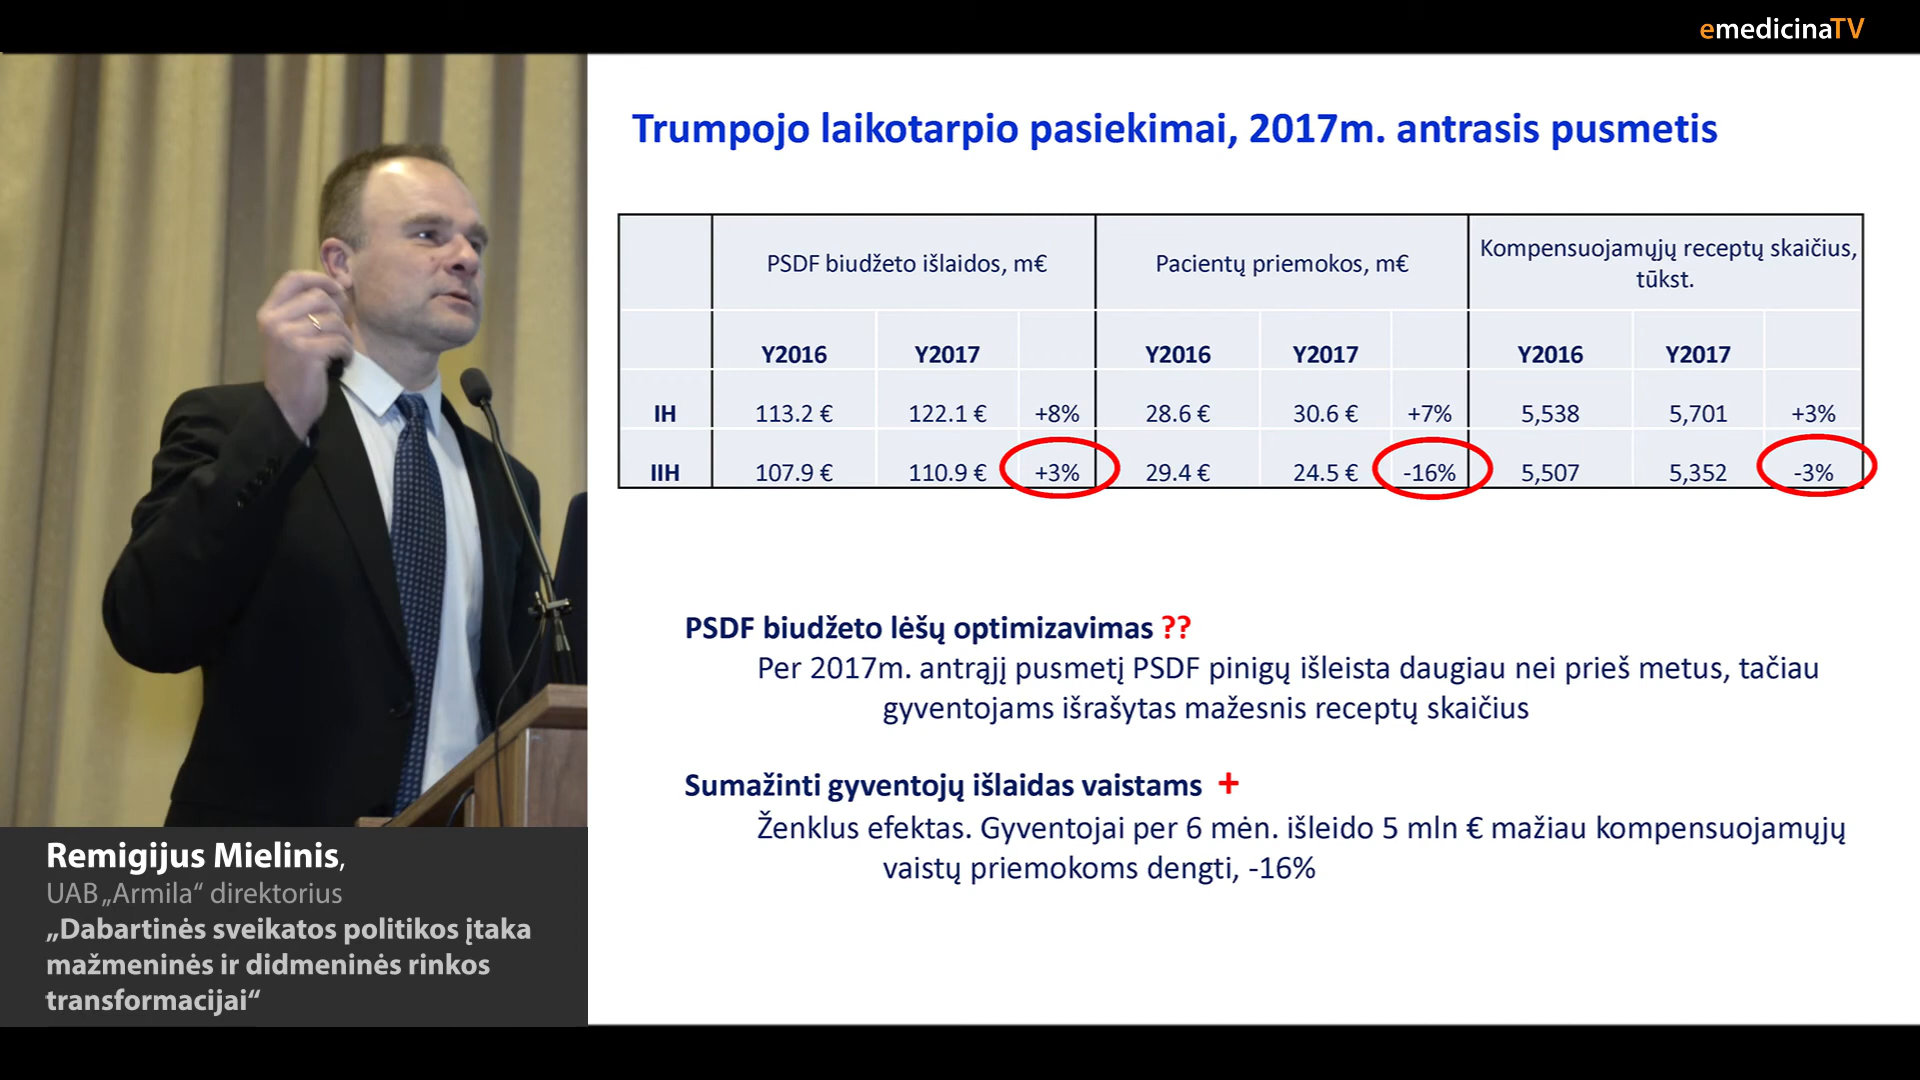 emedicinaTV
Trumpojo laikotarpio pasiekimai, 2017m. antrasis pusmetis
PSDF biudžeto išlaidos, m€ Pacientų priemokos, m€ Kompensuojamųjų receptų skaičius,
tūkst.
Y2016 Y2017 Y2016 Y2017 Y2016 Y2017
IH 113.2 € 122.1 € +8% 28.6 € 30.6 € +7% 5,538 5,701 +3%
IIH 107.9 € 110.9 € +3% 29.4 € 24.5 € -16% 5,507 5,352 -3%
PSDF biudžeto lėšų optimizavimas ??
Per 2017m. antrąjį pusmetį PSDF pinigų išleista daugiau nei prieš metus, tačiau
gyventojams išrašytas mažesnis receptų skaičius
Sumažinti gyventojų išlaidas vaistams +
Ženklus efektas. Gyventojai per 6 mėn. išleido 5 mln € mažiau kompensuojamųjų
vaistų priemokoms dengti, -16%
Remigijus Mielinis,
UAB „Armila“ direktorius
„Dabartinės sveikatos politikos įtaka
mažmeninės ir didmeninės rinkos
transformacijai“